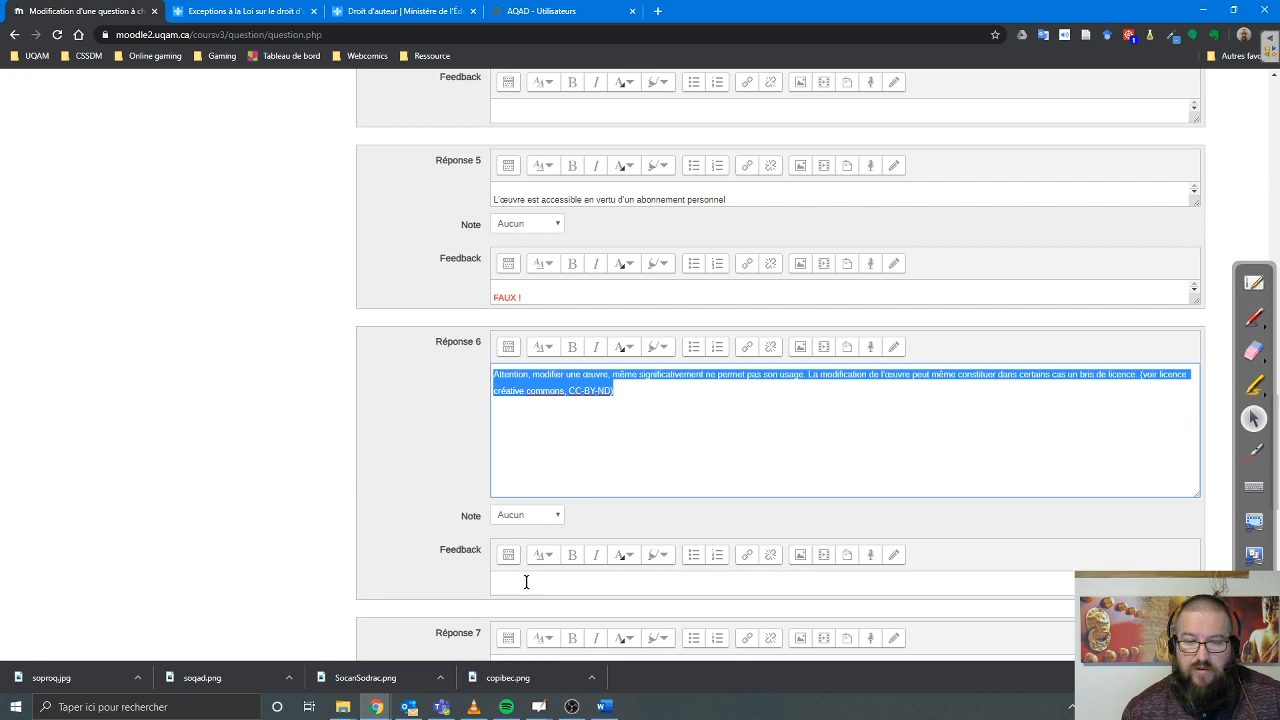 Modification d'une question à ch
Exceptions à la Loi sur le droit d'
Droit d'auteur | Ministère de l'Éd
AQAD - Utilisateurs
moodle2.uqam.ca/coursv3/question/question.php
UQAM
CSSDM
Online gaming
Gaming
Tableau de bord
Webcomics
Ressource
Autres favo
Feedback
Réponse 5
L'œuvre est accessible en vertu d'un abonnement personnel
Note
Aucun
Feedback
FAUX !
Réponse 6
Attention, modifier une œuvre, même significativement ne permet pas son usage. La modification de l'œuvre peut même constituer dans certains cas un bris de licence. (voir licence
créative commons, CC-BY-ND)
Note
Aucun
Feedback
Réponse 7
soproq.jpg
sqad.png
SocanSodrac.png
copibec.png
Taper ici pour rechercher